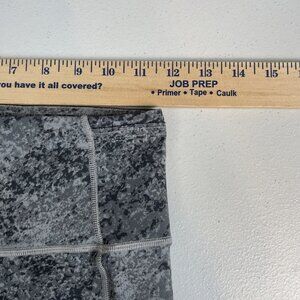 7 8 9 10 11 12 13 14 15
you have it all covered? JOB PREP
• Primer • Tape • Caulk